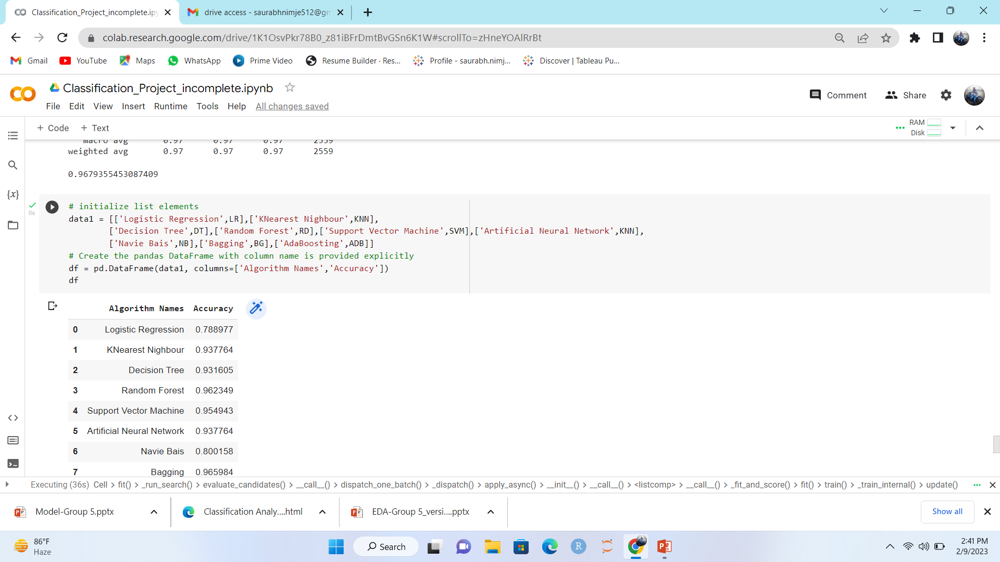 Classification_Project_incomplete.ipy
drive access - saurabhnimje512@gm
colab.research.google.com/drive/1K1OsvPkr78B0_z81iBFrDmtBvGSn6K1W#scrollTo=zHneYOAlRrBt
Gmail YouTube Maps WhatsApp Prime Video Resume Builder · Res... Profile - saurabh.nimj... Discover | Tableau Pu...
Classification_Project_incomplete.ipynb
Comment Share
File Edit View Insert Runtime Tools Help All changes saved
+ Code + Text
RAM
Disk
macro avg 0.97 0.97 0.97 2559
weighted avg 0.97 0.97 0.97 2559
0.9679355453087409
{x}
0s
# initialize list elements
data1 = [['Logistic Regression',LR],['KNearest Nighbour',KNN],
['Decision Tree',DT],['Random Forest',RD],['Support Vector Machine',SVM],['Artificial Neural Network',KNN],
['Navie Bais',NB],['Bagging',BG],['AdaBoosting',ADB]]
# Create the pandas DataFrame with column name is provided explicitly
df = pd.DataFrame(data1, columns=['Algorithm Names','Accuracy'])
df
Algorithm Names Accuracy
0 Logistic Regression 0.788977
1 KNearest Nighbour 0.937764
2 Decision Tree 0.931605
3 Random Forest 0.962349
4 Support Vector Machine 0.954943
5 Artificial Neural Network 0.937764
6 Navie Bais 0.800158
7 Bagging 0.965984
Executing (36s) Cell > fit() > _run_search() > evaluate_candidates() > __call__() > dispatch_one_batch() > _dispatch() > apply_async() > __init__() > __call__() > <listcomp> > __call__() > _fit_and_score() > fit() > train() > _train_internal() > update()
Model-Group 5.pptx
Classification Analy....html
EDA-Group 5_versi....pptx
Show all
86°F
Haze
Search
2:41 PM
2/9/2023